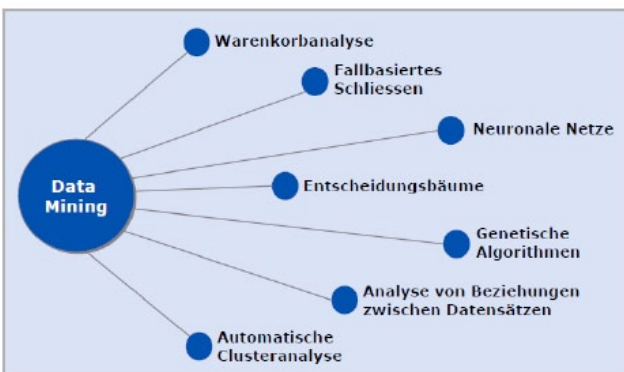 Warenkorbanalyse
Fallbasiertes
Schliessen
Neuronale Netze
Data
Mining
Entscheidungsbäume
Genetische
Algorithmen
Analyse von Beziehungen
zwischen Datensätzen
Automatische
Clusteranalyse